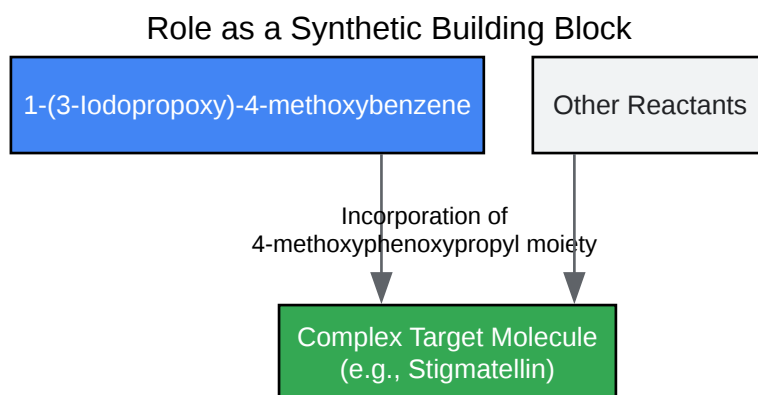 Role as a Synthetic Building Block
1-(3-Iodopropoxy)-4-methoxybenzene
Other Reactants
Incorporation of
4-methoxyphenoxypropyl moiety
Complex Target Molecule
(e.g., Stigmatellin)